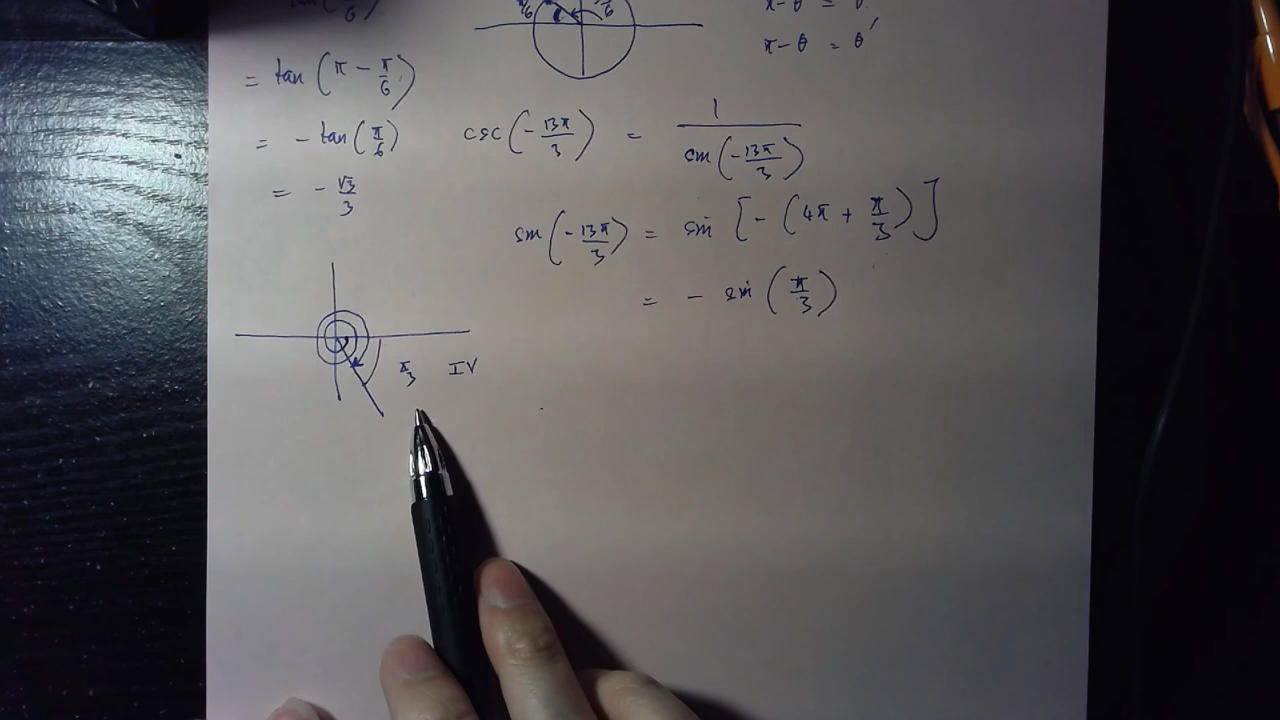 = tan(π − π/6)
π − θ = θ'
= − tan(π/6)
= − √3/3
csc(−13π/3) = 1/sin(−13π/3)
sin(−13π/3) = sin[−(4π + π/3)]
= − sin(π/3)
π/3 IV